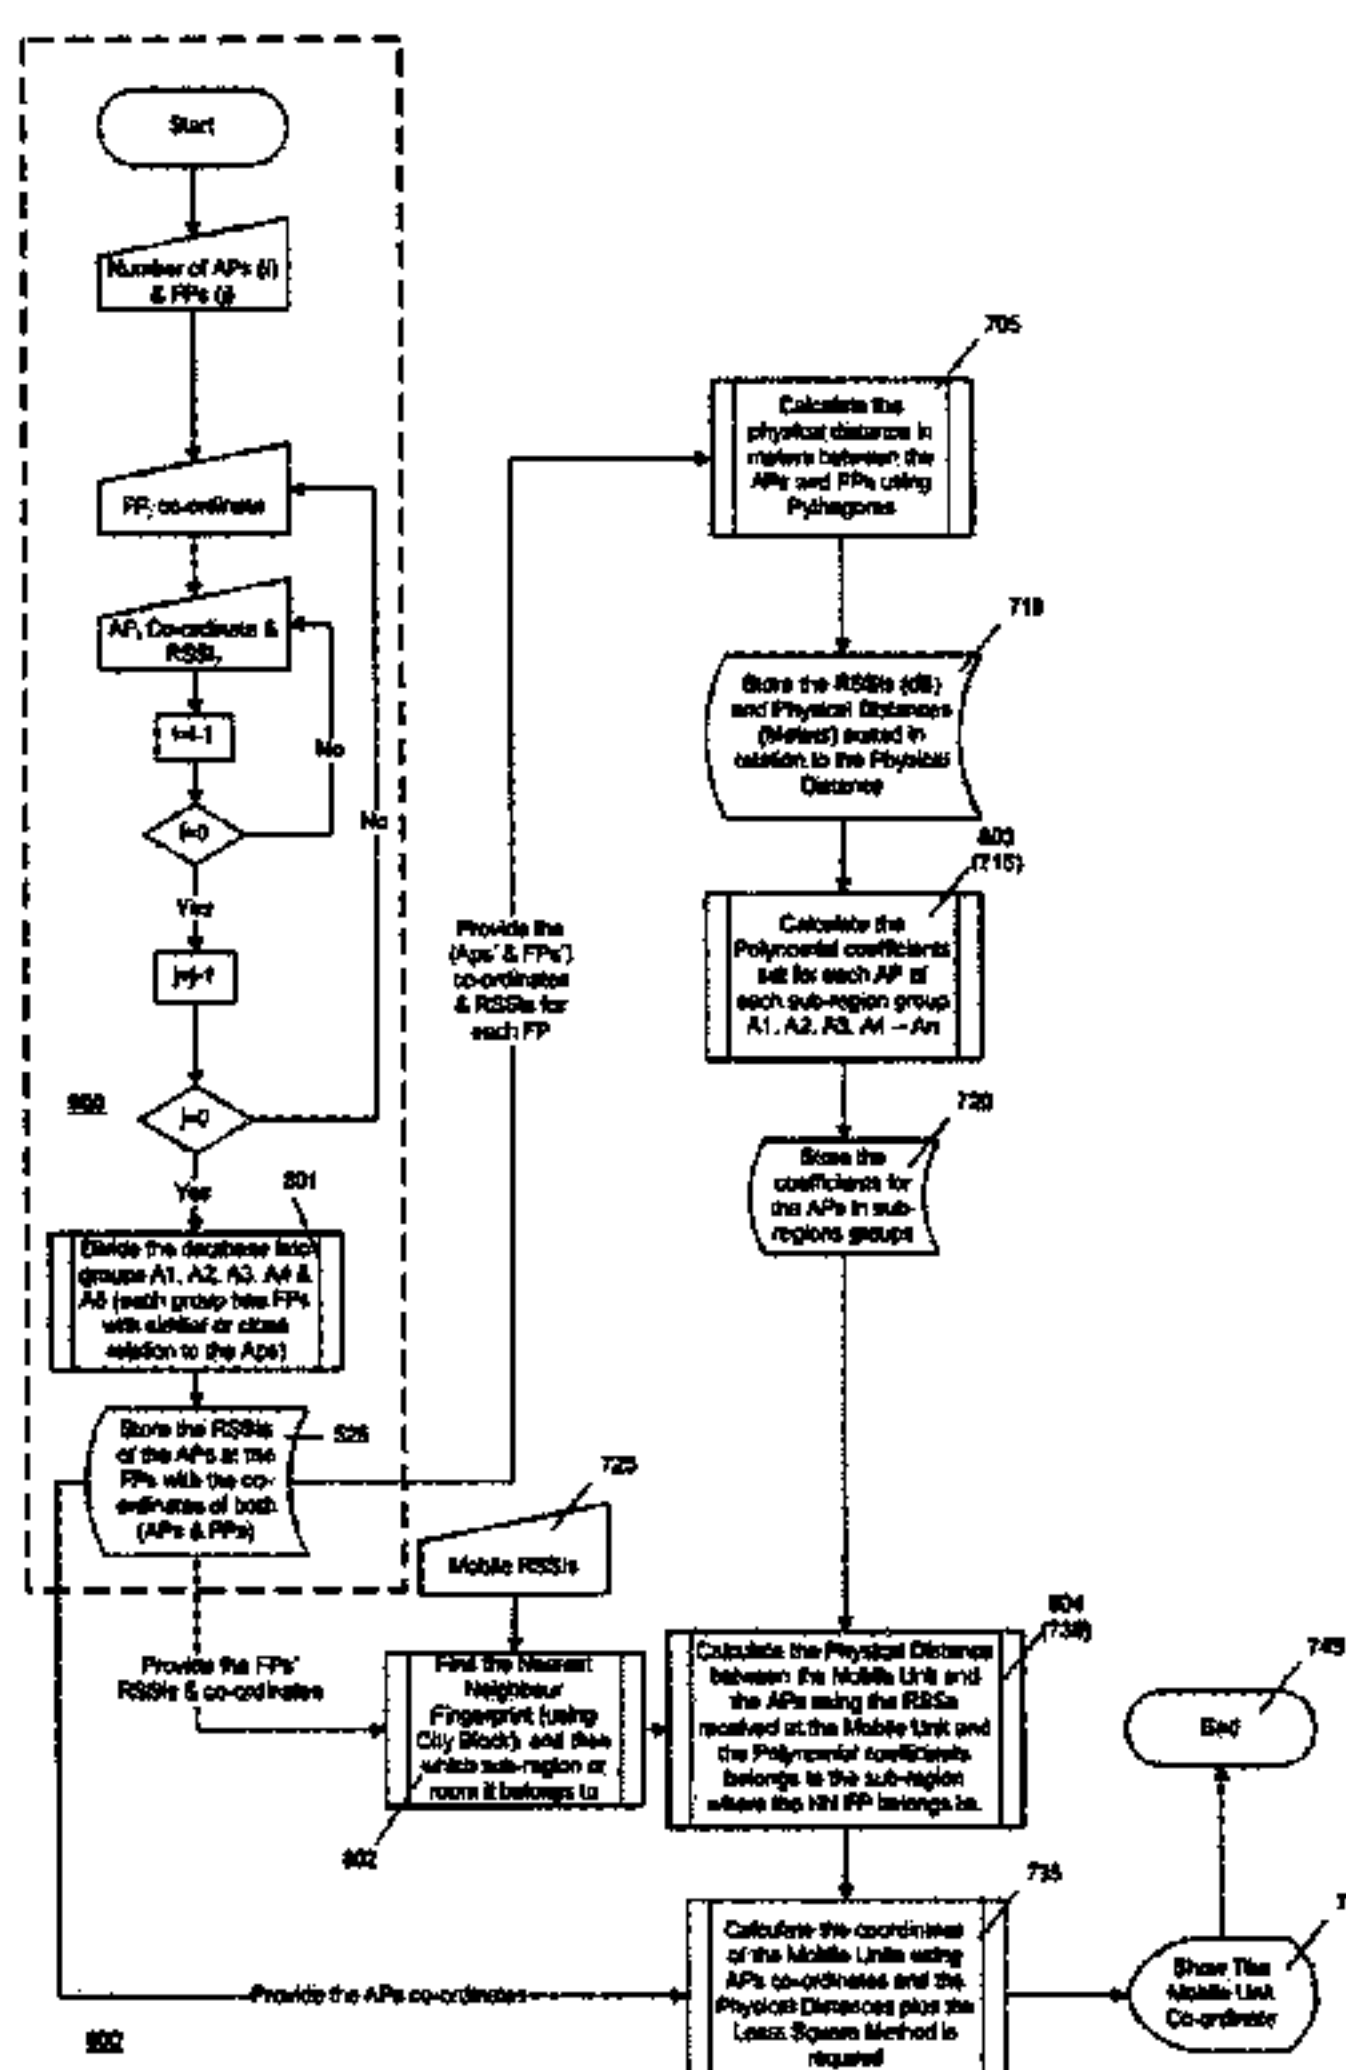 Start
Number of APs (i)
& FPs (j)
FPj co-ordinate
APi Co-ordinate &
RSSIs
i=i-1
No
i=0
No
Yes
j=j-1
j=0
Yes
801
Divide the database into
groups A1, A2, A3, A4 &
A5 (each group has FPs
with similar or close
relation to the Aps)
Store the RSSIs
of the APs at the
FPs with the co-
ordinates of both
(APs & FPs)
525
Provide the
(Aps' & FPs')
co-ordinates
& RSSIs for
each FP
705
Calculate the
physical distance in
meters between the
APs and FPs using
Pythagoras
710
Store the RSSIs (dB)
and Physical Distances
(Meters) sorted in
relation to the Physical
Distance
803
(715)
Calculate the
Polynomial coefficients
set for each AP of
each sub-region group
A1, A2, A3, A4 – An
720
Store the
coefficients for
the APs in sub-
regions groups
725
Mobile RSSIs
Provide the FPs'
RSSIs & co-ordinates
Find the Nearest
Neighbour
Fingerprint (using
City Block), and then
which sub-region or
room it belongs to
802
804
(730)
Calculate the Physical Distance
between the Mobile Unit and
the APs using the RSSs
received at the Mobile Unit and
the Polynomial coefficients
belongs to the sub-region
where the NN FP belongs to.
735
Calculate the coordinates
of the Mobile Units using
APs co-ordinates and the
Physical Distances plus the
Least Square Method is
required
Provide the APs co-ordinates
Show The
Mobile Unit
Co-ordinate
745
End